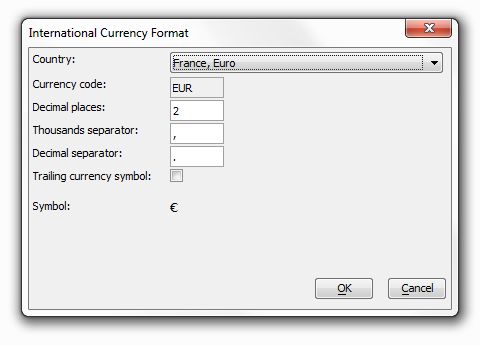 International Currency Format
Country: France, Euro
Currency code: EUR
Decimal places: 2
Thousands separator: ,
Decimal separator: .
Trailing currency symbol:
Symbol: €
OK Cancel